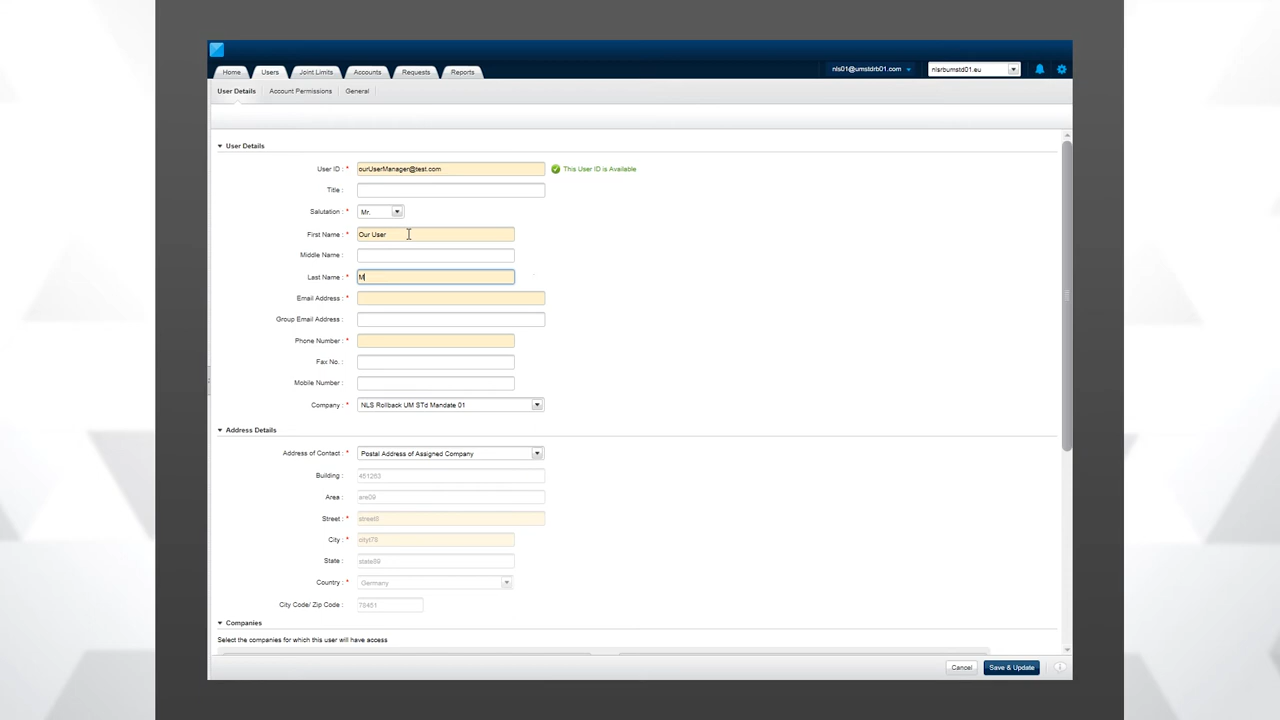 Home Users Joint Limits Accounts Requests Reports nls01@umstdrb01.com nlsrbumstd01.eu
User Details Account Permissions General
User Details
User ID : * ourUserManager@test.com This User ID is Available
Title :
Salutation : * Mr.
First Name : * Our User
Middle Name :
Last Name : * M
Email Address : *
Group Email Address :
Phone Number : *
Fax No. :
Mobile Number :
Company : * NLS Rollback UM STd Mandate 01
Address Details
Address of Contact : * Postal Address of Assigned Company
Building : 451263
Area : are09
Street : * street8
City : * cityt78
State : state89
Country : * Germany
City Code/ Zip Code : 78451
Companies
Select the companies for which this user will have access
Cancel Save & Update